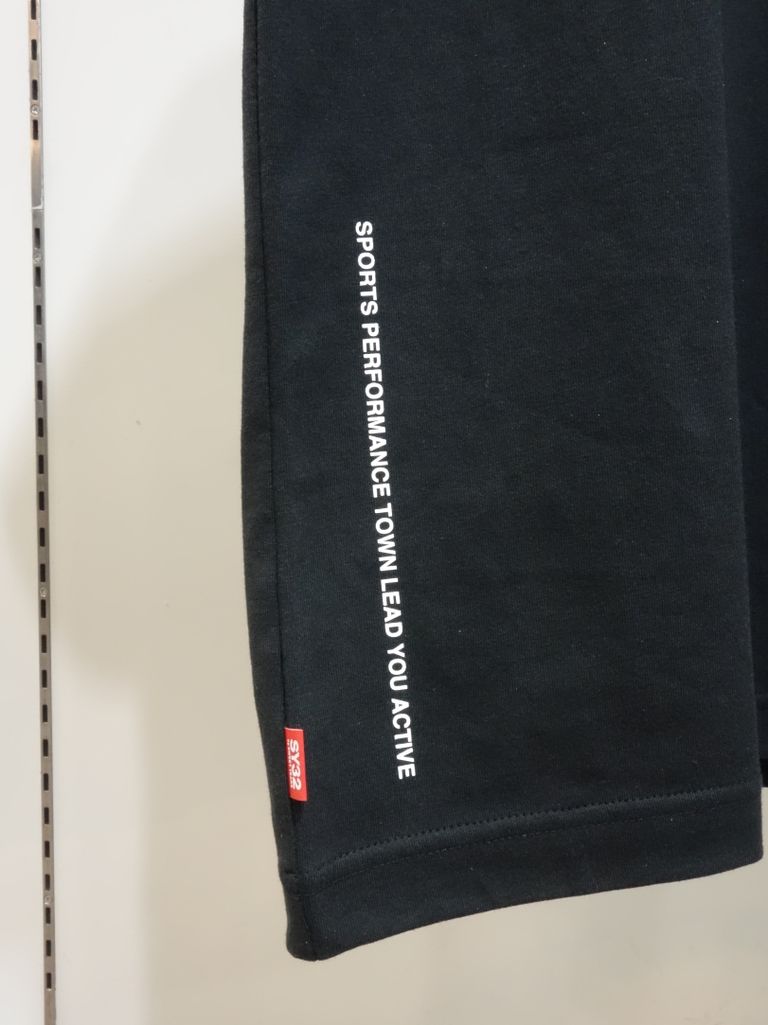 SPORTS PERFORMANCE TOWN LEAD YOU ACTIVE
SY32